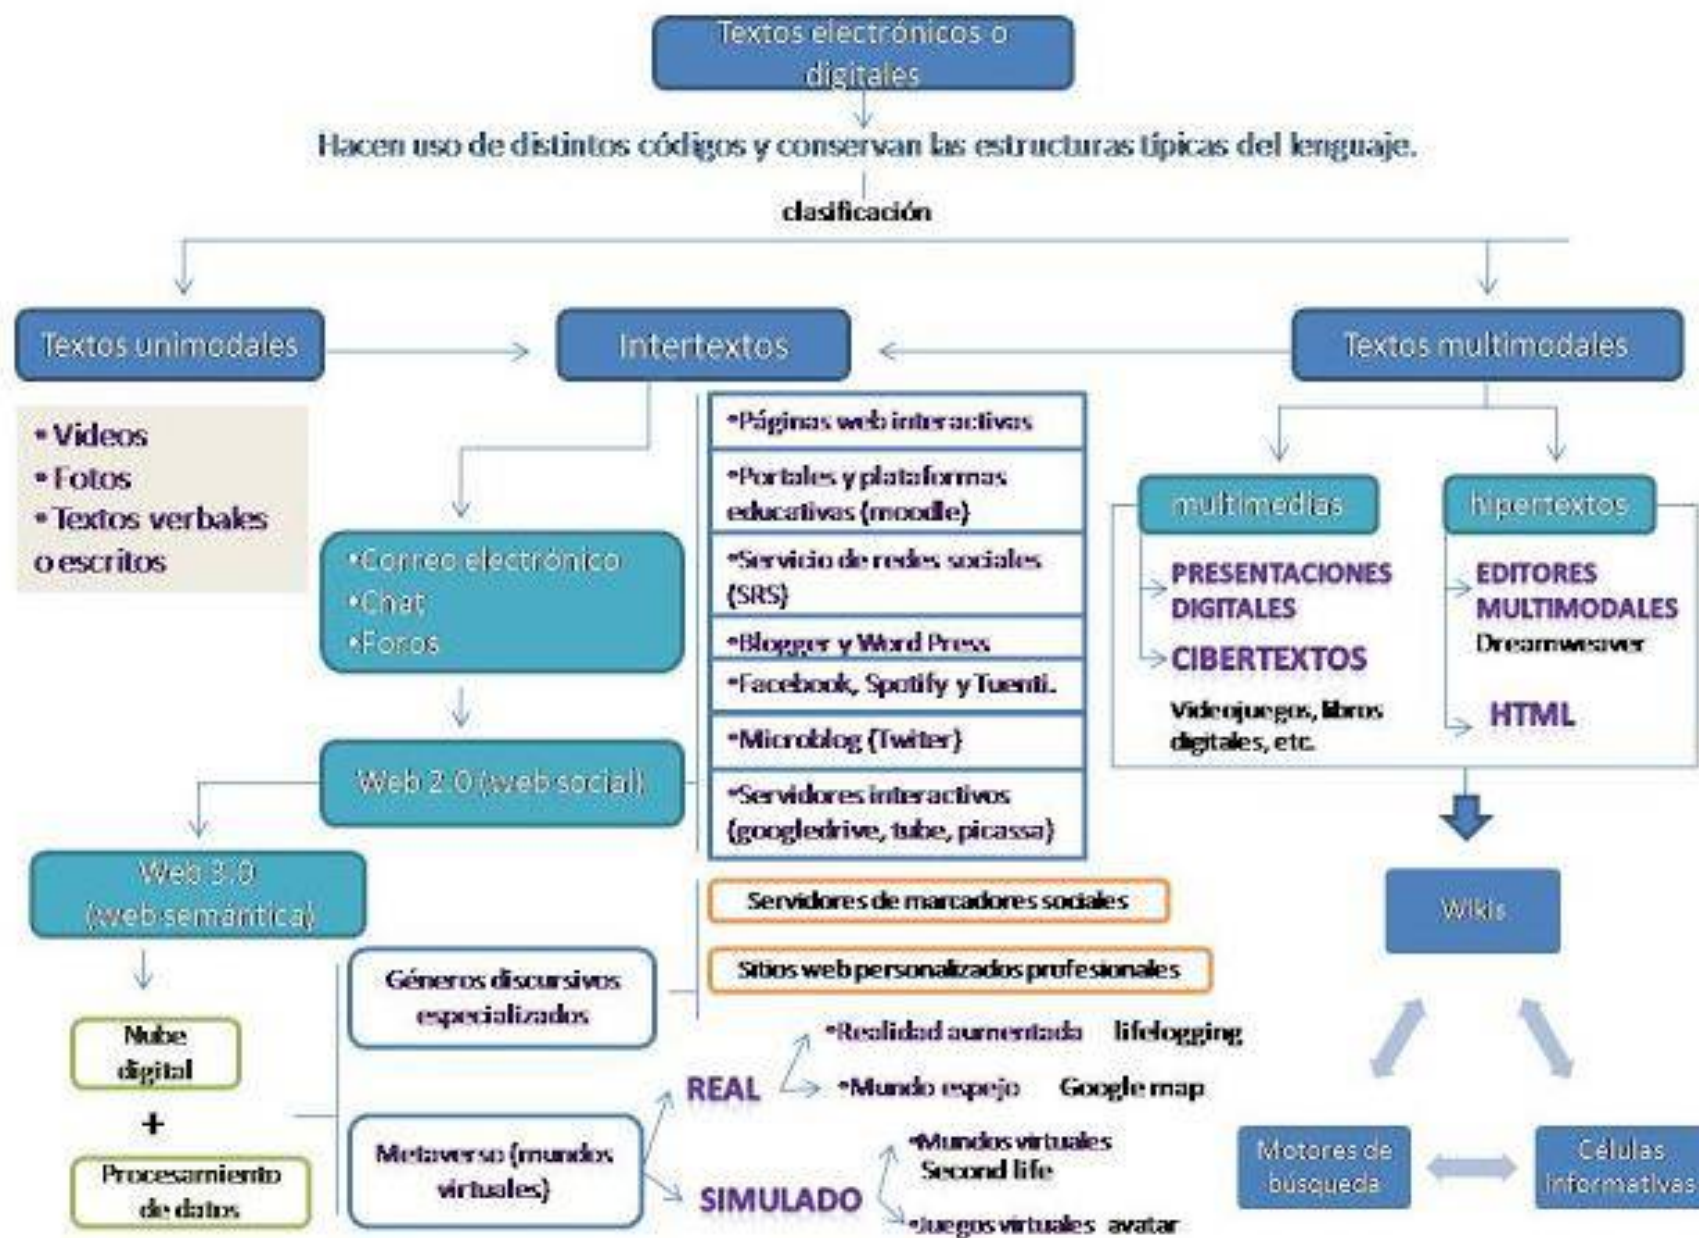 Textos electrónicos o
digitales
Hacen uso de distintos códigos y conservan las estructuras típicas del lenguaje.
clasificación
Textos unimodales
Intertextos
Textos multimodales
• Videos
• Fotos
• Textos verbales
o escritos
•Correo electrónico
•Chat
•Foros
Web 2.0 (web social)
Web 3.0
(web semántica)
Nube
digital
+
Procesamiento
de datos
•Páginas web interactivas
•Portales y plataformas
educativas (moodle)
•Servicio de redes sociales
(SRS)
•Blogger y Word Press
•Facebook, Spotify y Tuenti.
•Microblog (Twiter)
•Servidores interactivos
(googledrive, tube, picassa)
Servidores de marcadores sociales
Sitios web personalizados profesionales
Géneros discursivos
especializados
Metaverso (mundos
virtuales)
REAL
•Realidad aumentada lifelogging
•Mundo espejo Google map
SIMULADO
•Mundos virtuales
Second life
•Juegos virtuales avatar
multimedias
PRESENTACIONES
DIGITALES
CIBERTEXTOS
Videojuegos, libros
digitales, etc.
hipertextos
EDITORES
MULTIMODALES
Dreamweaver
HTML
Wikis
Motores de
búsqueda
Células
informativas